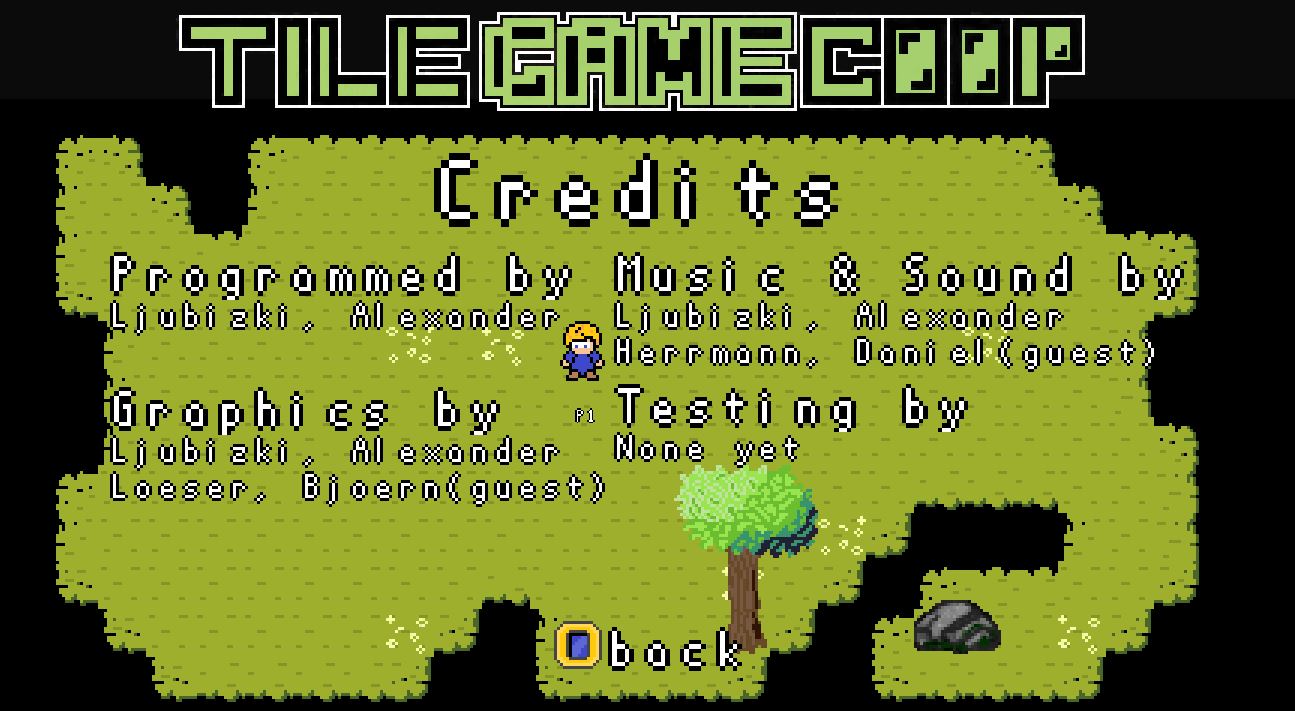 TILE GAME COOP
Credits
Programmed by
Ljubizki, Alexander
Music & Sound by
Ljubizki, Alexander
Herrmann, Daniel(guest)
Graphics by
Ljubizki, Alexander
Loeser, Bjoern(guest)
P1
Testing by
None yet
back